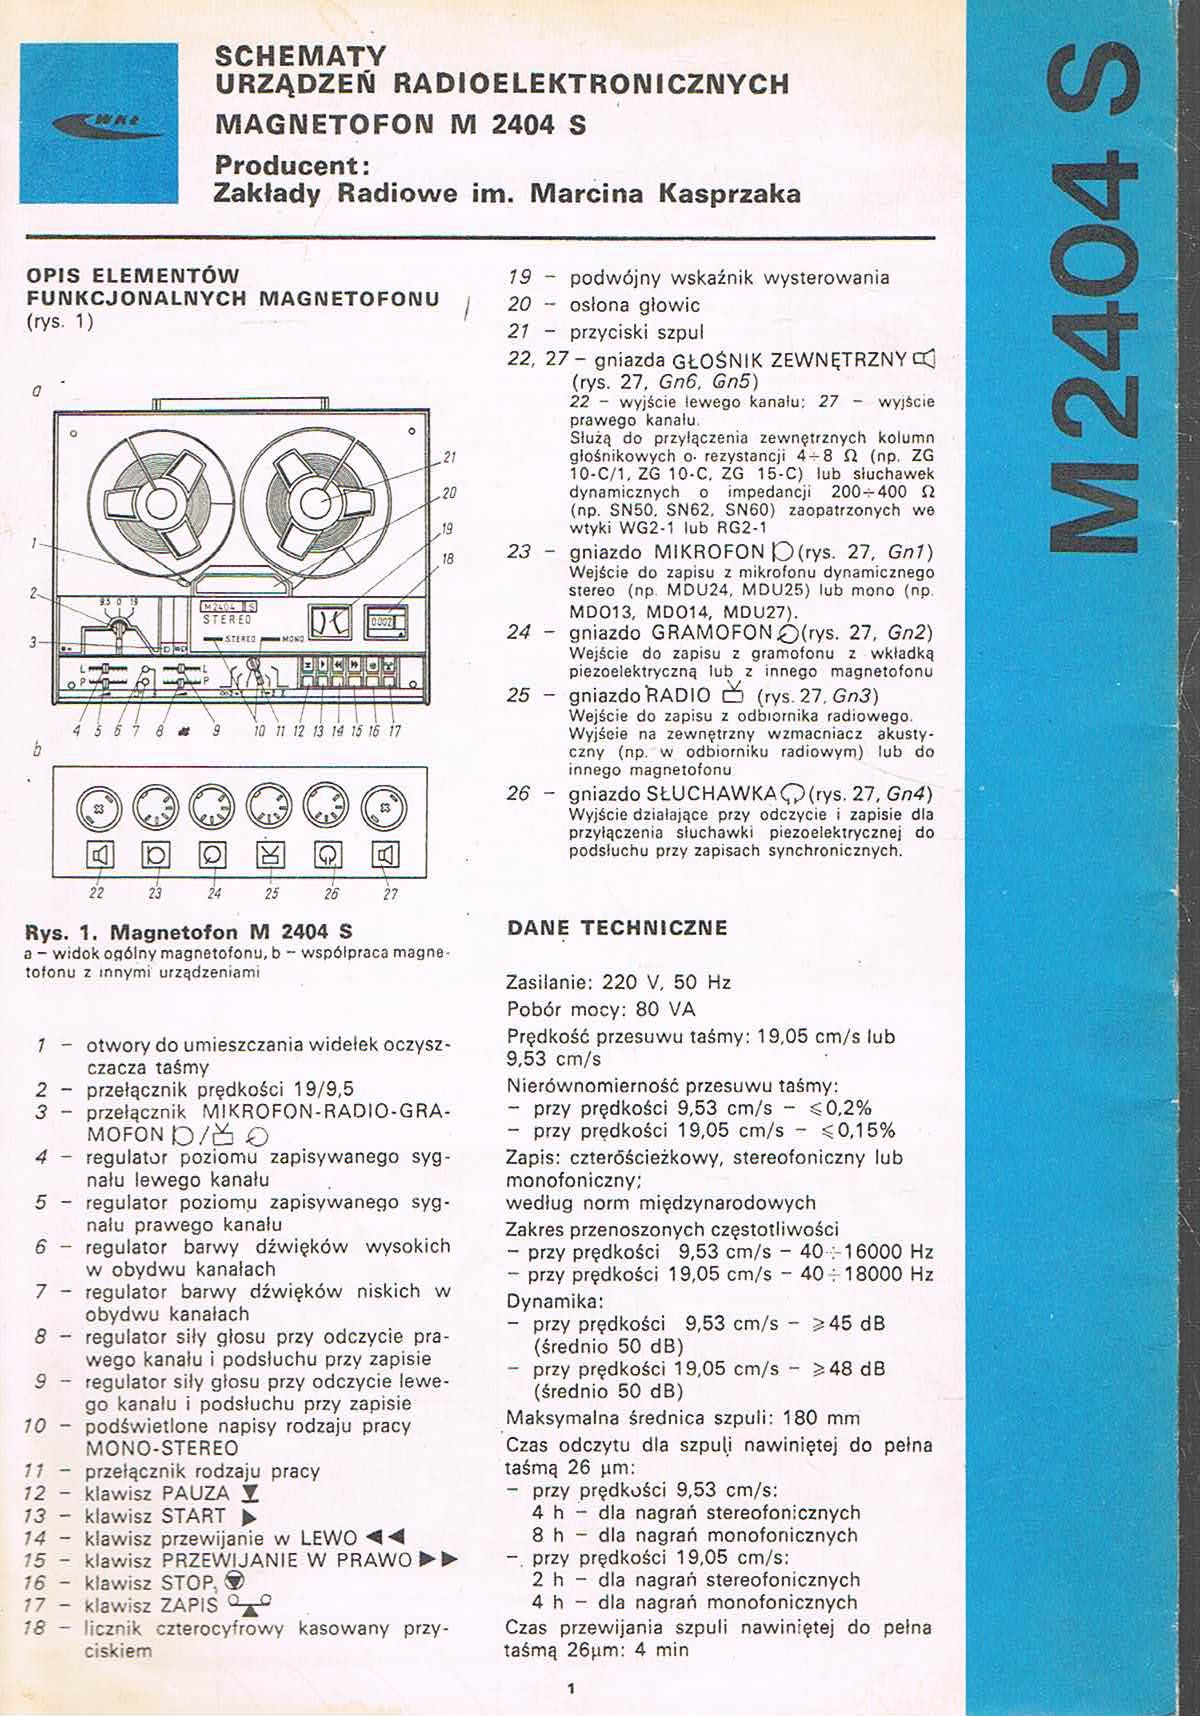 WKŁ
SCHEMATY
URZĄDZEŃ RADIOELEKTRONICZNYCH
MAGNETOFON M 2404 S
Producent:
Zakłady Radiowe im. Marcina Kasprzaka
M 2404 S
OPIS ELEMENTÓW
FUNKCJONALNYCH MAGNETOFONU
(rys. 1)
a
21
20
19
18
1
2
3
9,5 0 19
M2404 S
STEREO
STEREO
MONO
0002
L
P
L
P
4 5 6 7 8 9 10 11 12 13 14 15 16 17
b
22 23 24 25 26 27
Rys. 1. Magnetofon M 2404 S
a – widok ogólny magnetofonu, b – współpraca magne-
tofonu z innymi urządzeniami
1 – otwory do umieszczania widełek oczysz-
czacza taśmy
2 – przełącznik prędkości 19/9,5
3 – przełącznik MIKROFON-RADIO-GRA-
MOFON
4 – regulator poziomu zapisywanego syg-
nału lewego kanału
5 – regulator poziomu zapisywanego syg-
nału prawego kanału
6 – regulator barwy dźwięków wysokich
w obydwu kanałach
7 – regulator barwy dźwięków niskich w
obydwu kanałach
8 – regulator siły głosu przy odczycie pra-
wego kanału i podsłuchu przy zapisie
9 – regulator siły głosu przy odczycie lewe-
go kanału i podsłuchu przy zapisie
10 – podświetlone napisy rodzaju pracy
MONO-STEREO
11 – przełącznik rodzaju pracy
12 – klawisz PAUZA
13 – klawisz START
14 – klawisz przewijanie w LEWO
15 – klawisz PRZEWIJANIE W PRAWO
16 – klawisz STOP,
17 – klawisz ZAPIS
18 – licznik czterocyfrowy kasowany przy-
ciskiem
19 – podwójny wskaźnik wysterowania
20 – osłona głowic
21 – przyciski szpul
22, 27 – gniazda GŁOŚNIK ZEWNĘTRZNY
(rys. 27, Gn6, Gn5)
22 – wyjście lewego kanału; 27 – wyjście
prawego kanału.
Służą do przyłączenia zewnętrznych kolumn
głośnikowych o rezystancji 4÷8 Ω (np. ZG
10-C/1, ZG 10-C, ZG 15-C) lub słuchawek
dynamicznych o impedancji 200÷400 Ω
(np. SN50, SN62, SN60) zaopatrzonych we
wtyki WG2-1 lub RG2-1
23 – gniazdo MIKROFON (rys. 27, Gn1)
Wejście do zapisu z mikrofonu dynamicznego
stereo (np. MDU24, MDU25) lub mono (np.
MDO13, MDO14, MDU27).
24 – gniazdo GRAMOFON (rys. 27, Gn2)
Wejście do zapisu z gramofonu z wkładką
piezoelektryczną lub z innego magnetofonu
25 – gniazdo RADIO (rys. 27, Gn3)
Wejście do zapisu z odbiornika radiowego.
Wyjście na zewnętrzny wzmacniacz akusty-
czny (np. w odbiorniku radiowym) lub do
innego magnetofonu
26 – gniazdo SŁUCHAWKA (rys. 27, Gn4)
Wyjście działające przy odczycie i zapisie dla
przyłączenia słuchawki piezoelektrycznej do
podsłuchu przy zapisach synchronicznych.
DANE TECHNICZNE
Zasilanie: 220 V, 50 Hz
Pobór mocy: 80 VA
Prędkość przesuwu taśmy: 19,05 cm/s lub
9,53 cm/s
Nierównomierność przesuwu taśmy:
– przy prędkości 9,53 cm/s – ⩽0,2%
– przy prędkości 19,05 cm/s – ⩽0,15%
Zapis: czterościeżkowy, stereofoniczny lub
monofoniczny;
według norm międzynarodowych
Zakres przenoszonych częstotliwości
– przy prędkości 9,53 cm/s – 40÷16000 Hz
– przy prędkości 19,05 cm/s – 40÷18000 Hz
Dynamika:
– przy prędkości 9,53 cm/s – ⩾45 dB
(średnio 50 dB)
– przy prędkości 19,05 cm/s – ⩾48 dB
(średnio 50 dB)
Maksymalna średnica szpuli: 180 mm
Czas odczytu dla szpuli nawiniętej do pełna
taśmą 26 µm:
– przy prędkości 9,53 cm/s:
4 h – dla nagrań stereofonicznych
8 h – dla nagrań monofonicznych
– przy prędkości 19,05 cm/s:
2 h – dla nagrań stereofonicznych
4 h – dla nagrań monofonicznych
Czas przewijania szpuli nawiniętej do pełna
taśmą 26µm: 4 min
1